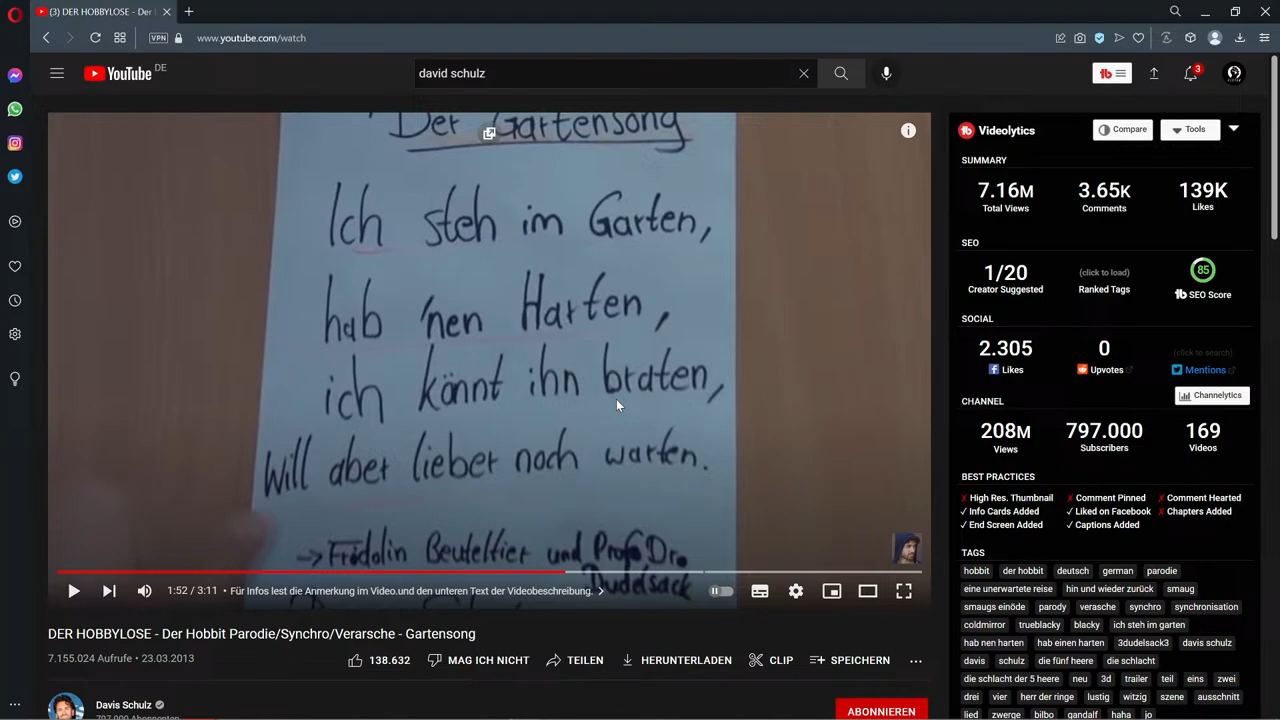 (3) DER HOBBYLOSE - Der
VPN
www.youtube.com/watch
YouTube DE
david schulz
3
Der Gartensong
Ich steh im Garten,
hab 'nen Harten,
ich könnt ihn braten,
will aber lieber noch warten.
→ Fridolin Beuteltier und Prof. Dr.
Dudelsack
1:52 / 3:11 · Für Infos lest die Anmerkung im Video.und den unteren Text der Videobeschreibung.
DER HOBBYLOSE - Der Hobbit Parodie/Synchro/Verarsche - Gartensong
7.155.024 Aufrufe • 23.03.2013
138.632 MAG ICH NICHT TEILEN HERUNTERLADEN CLIP SPEICHERN
Davis Schulz
797.000 Abonnenten
ABONNIEREN
Videolytics
Compare
Tools
SUMMARY
7.16M 3.65K 139K
Total Views Comments Likes
SEO
1/20 (click to load) 85
Creator Suggested Ranked Tags SEO Score
SOCIAL
2.305 0 (click to search)
Likes Upvotes Mentions
CHANNEL
Channelytics
208M 797.000 169
Views Subscribers Videos
BEST PRACTICES
✗ High Res. Thumbnail ✗ Comment Pinned ✗ Comment Hearted
✓ Info Cards Added ✓ Liked on Facebook ✗ Chapters Added
✓ End Screen Added ✓ Captions Added
TAGS
hobbit der hobbit deutsch german parodie
eine unerwartete reise hin und wieder zurück smaug
smaugs einöde parody verasche synchro synchronisation
coldmirror trueblacky blacky ich steh im garten
hab nen harten hab einen harten 3dudelsack3 davis schulz
davis schulz die fünf heere die schlacht
die schlacht der 5 heere neu 3d trailer teil eins zwei
drei vier herr der ringe lustig witzig szene ausschnitt
lied zwerge bilbo gandalf haha jo